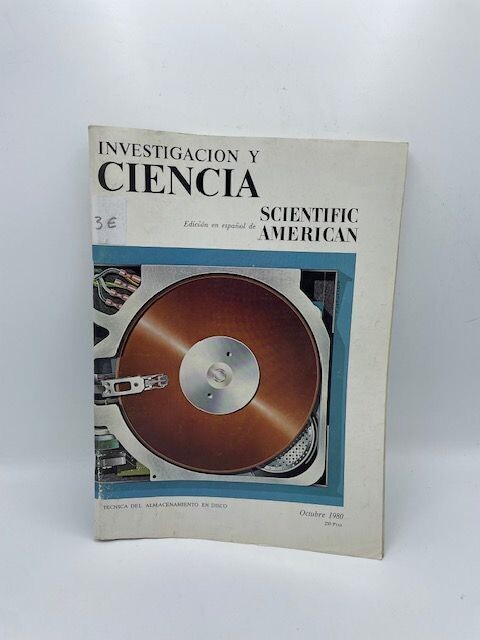 INVESTIGACION Y
CIENCIA
3 €
Edición en español de
SCIENTIFIC
AMERICAN
TECNICA DEL ALMACENAMIENTO EN DISCO
Octubre 1980